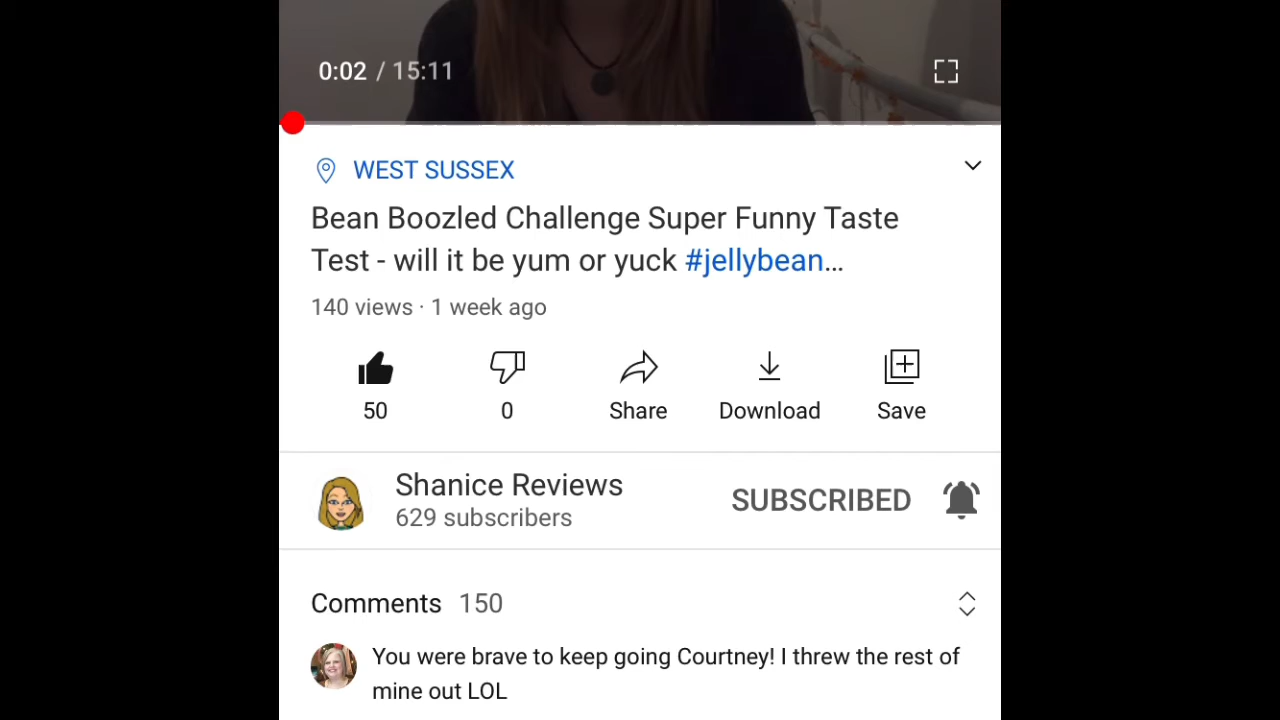 0:02 / 15:11
WEST SUSSEX
Bean Boozled Challenge Super Funny Taste
Test - will it be yum or yuck #jellybean...
140 views · 1 week ago
50
0
Share
Download
Save
Shanice Reviews
629 subscribers
SUBSCRIBED
Comments 150
You were brave to keep going Courtney! I threw the rest of
mine out LOL